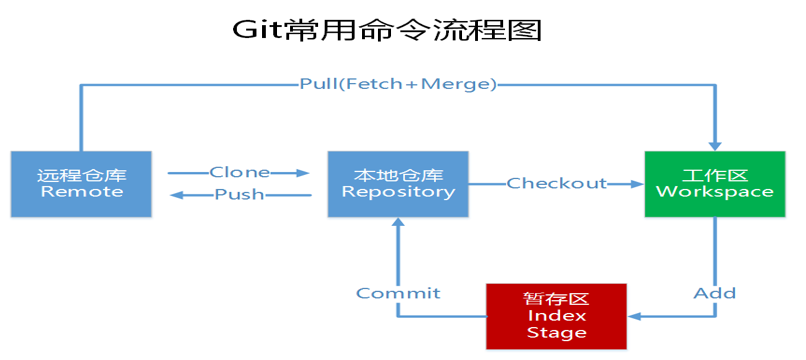 Git常用命令流程图
Pull(Fetch+Merge)
远程仓库
Remote
Clone
Push
本地仓库
Repository
Checkout
工作区
Workspace
Commit
暂存区
Index
Stage
Add